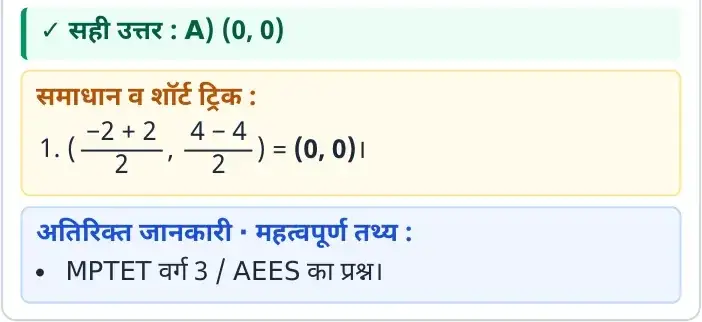 ✓ सही उत्तर : A) (0, 0)
समाधान व शॉर्ट ट्रिक :
1. ( −2 + 2 / 2 , 4 − 4 / 2 ) = (0, 0)।
अतिरिक्त जानकारी · महत्वपूर्ण तथ्य :
• MPTET वर्ग 3 / AEES का प्रश्न।